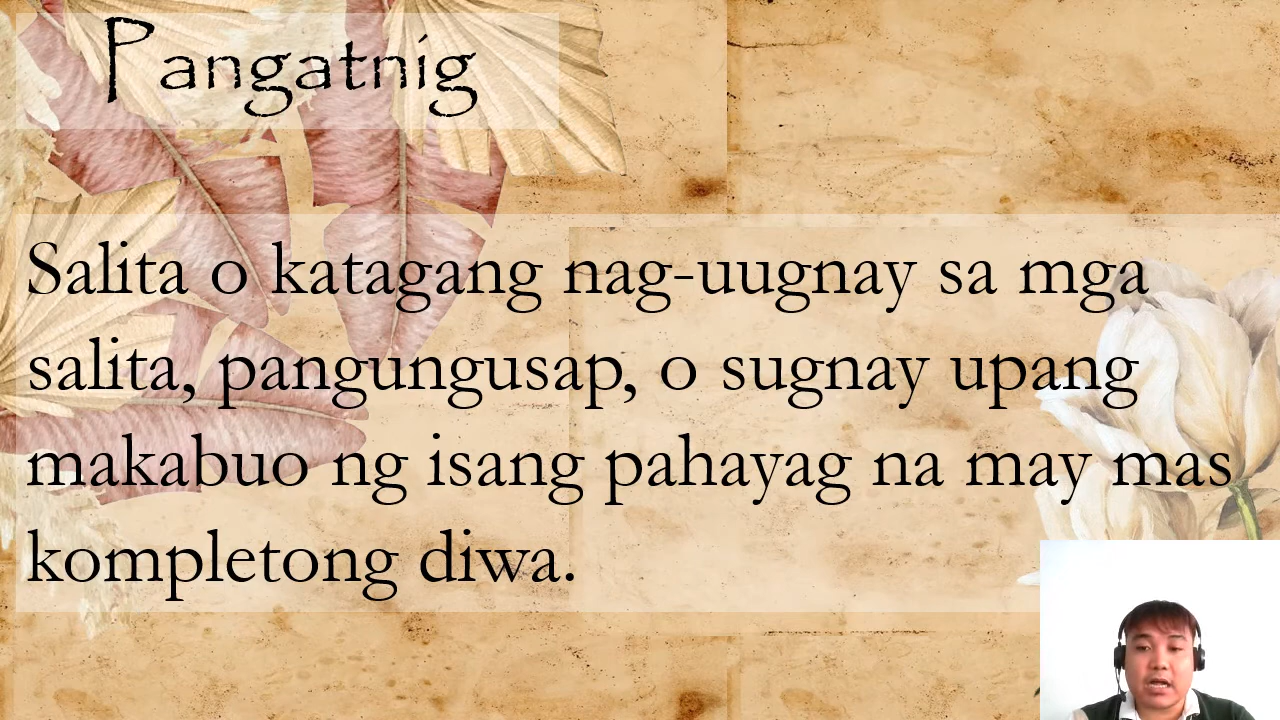 Pangatnig
Salita o katagang nag-uugnay sa mga
salita, pangungusap, o sugnay upang
makabuo ng isang pahayag na may mas
kompletong diwa.